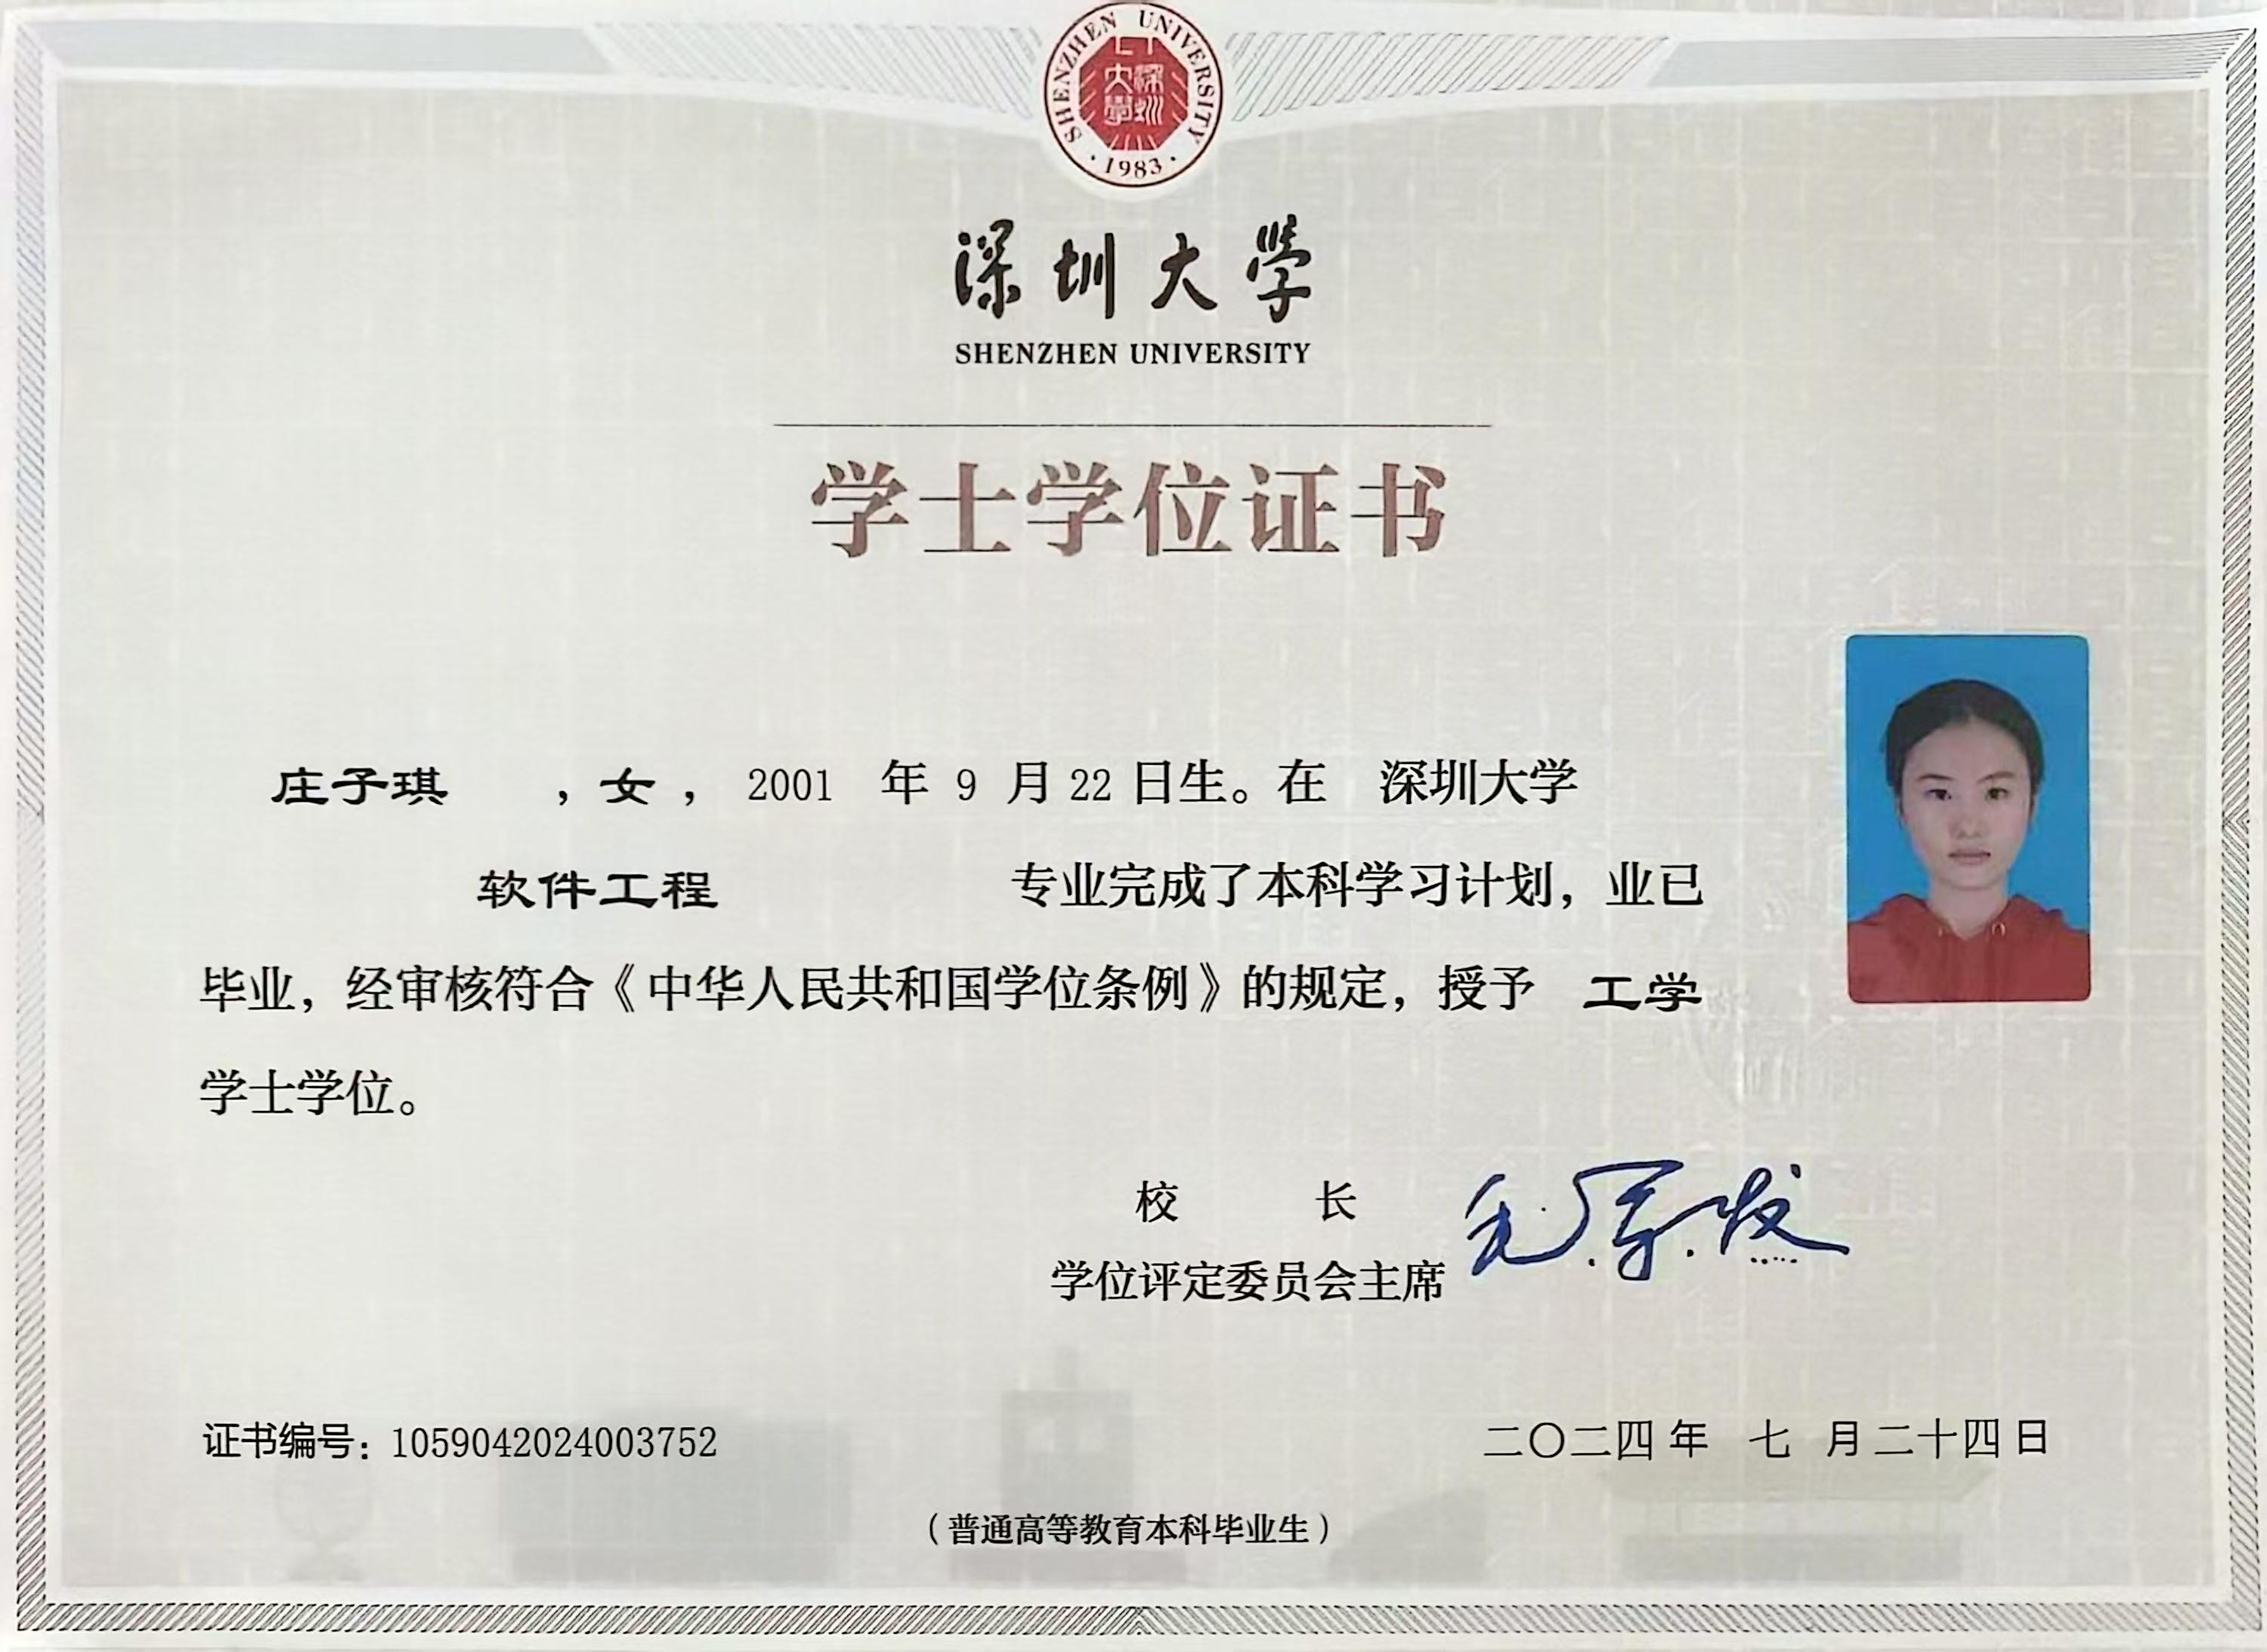 SHENZHEN UNIVERSITY
深圳大學
·1983·
深圳大学
SHENZHEN UNIVERSITY
学士学位证书
庄子琪 ，女， 2001 年 9 月 22 日生。在 深圳大学
软件工程 专业完成了本科学习计划，业已
毕业，经审核符合《中华人民共和国学位条例》的规定，授予 工学
学士学位。
校 长
学位评定委员会主席
毛军发
证书编号：1059042024003752
二〇二四年 七 月二十四日
（普通高等教育本科毕业生）